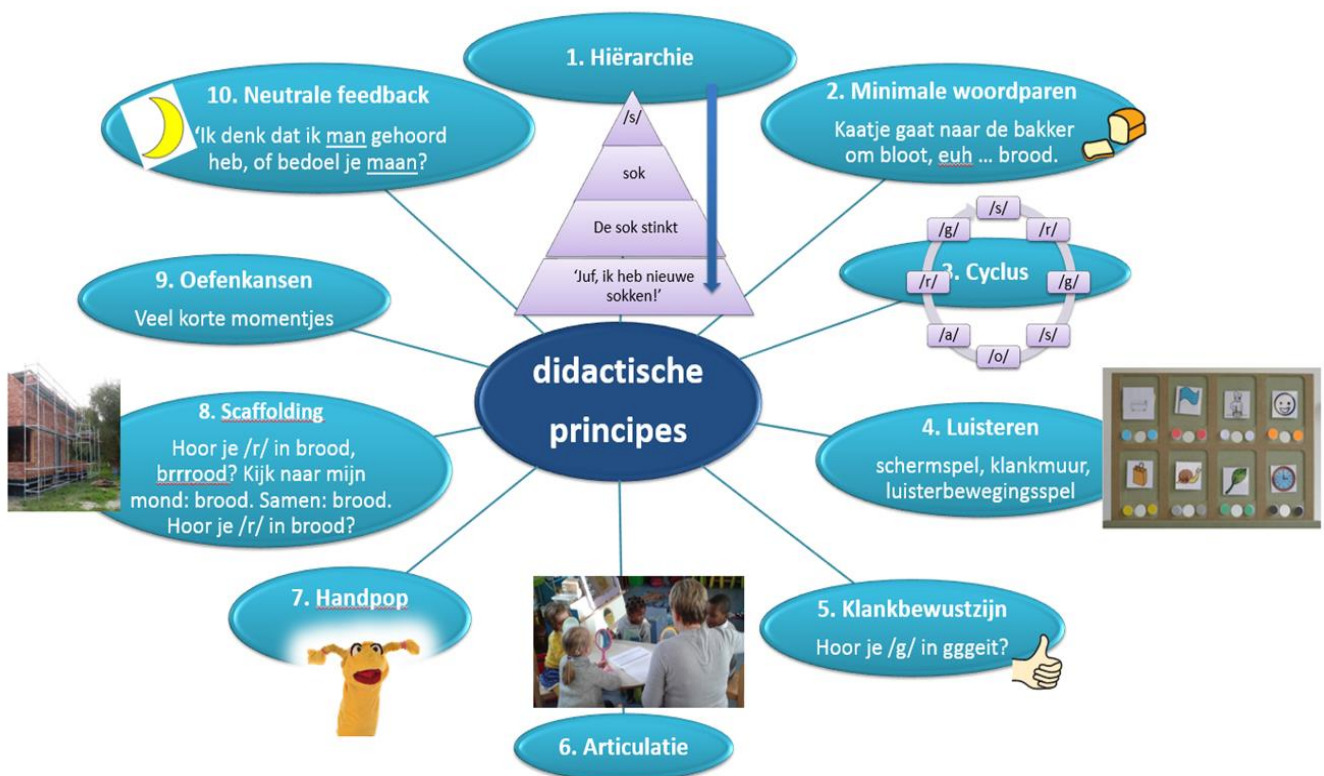 1. Hiërarchie
/s/
sok
De sok stinkt
‘Juf, ik heb nieuwe
sokken!’
2. Minimale woordparen
Kaatje gaat naar de bakker
om bloot, euh ... brood.
3. Cyclus
/s/
/r/
/g/
/s/
/o/
/a/
/r/
/g/
4. Luisteren
schermspel, klankmuur,
luisterbewegingsspel
5. Klankbewustzijn
Hoor je /g/ in gggeit?
6. Articulatie
7. Handpop
8. Scaffolding
Hoor je /r/ in brood,
brrrood? Kijk naar mijn
mond: brood. Samen: brood.
Hoor je /r/ in brood?
9. Oefenkansen
Veel korte momentjes
10. Neutrale feedback
‘Ik denk dat ik man gehoord
heb, of bedoel je maan?
didactische
principes